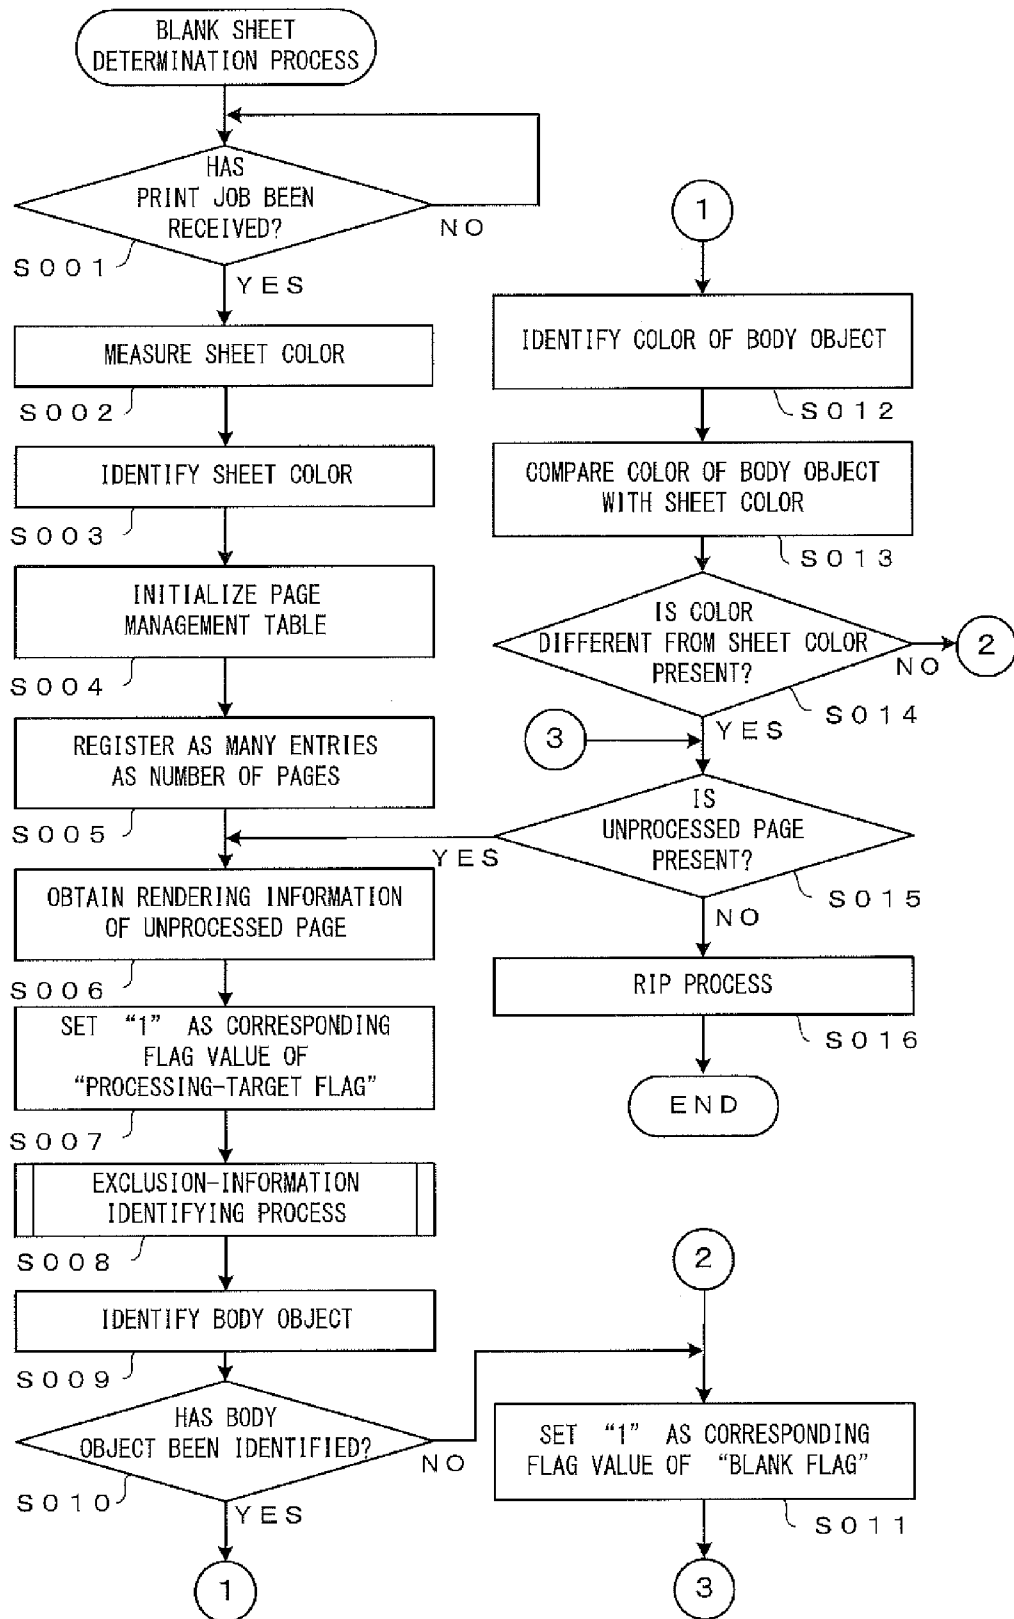 BLANK SHEET
DETERMINATION PROCESS
HAS
PRINT JOB BEEN
RECEIVED?
NO
S001
YES
MEASURE SHEET COLOR
S002
IDENTIFY SHEET COLOR
S003
INITIALIZE PAGE
MANAGEMENT TABLE
S004
REGISTER AS MANY ENTRIES
AS NUMBER OF PAGES
S005
OBTAIN RENDERING INFORMATION
OF UNPROCESSED PAGE
S006
SET “1” AS CORRESPONDING
FLAG VALUE OF
“PROCESSING-TARGET FLAG”
S007
EXCLUSION-INFORMATION
IDENTIFYING PROCESS
S008
IDENTIFY BODY OBJECT
S009
HAS BODY
OBJECT BEEN IDENTIFIED?
NO
S010
YES
1
1
IDENTIFY COLOR OF BODY OBJECT
S012
COMPARE COLOR OF BODY OBJECT
WITH SHEET COLOR
S013
IS COLOR
DIFFERENT FROM SHEET COLOR
PRESENT?
NO
2
S014
YES
3
IS
UNPROCESSED PAGE
PRESENT?
YES
S015
NO
RIP PROCESS
S016
END
2
SET “1” AS CORRESPONDING
FLAG VALUE OF “BLANK FLAG”
S011
3